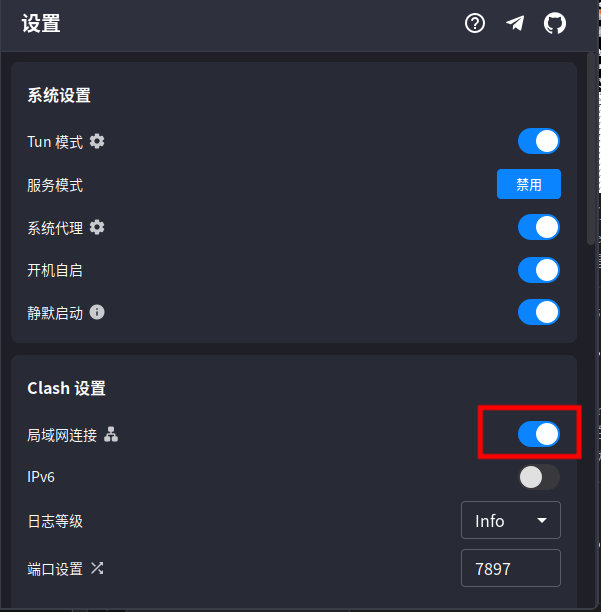 设置
系统设置
Tun 模式
服务模式 禁用
系统代理
开机自启
静默启动
Clash 设置
局域网连接
IPv6
日志等级 Info
端口设置 7897